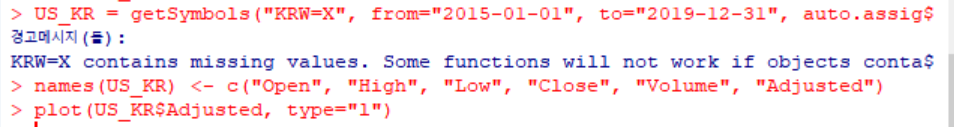 > US_KR = getSymbols("KRW=X", from="2015-01-01", to="2019-12-31", auto.assig$
경고메시지(들):
KRW=X contains missing values. Some functions will not work if objects conta$
> names(US_KR) <- c("Open", "High", "Low", "Close", "Volume", "Adjusted")
> plot(US_KR$Adjusted, type="l")